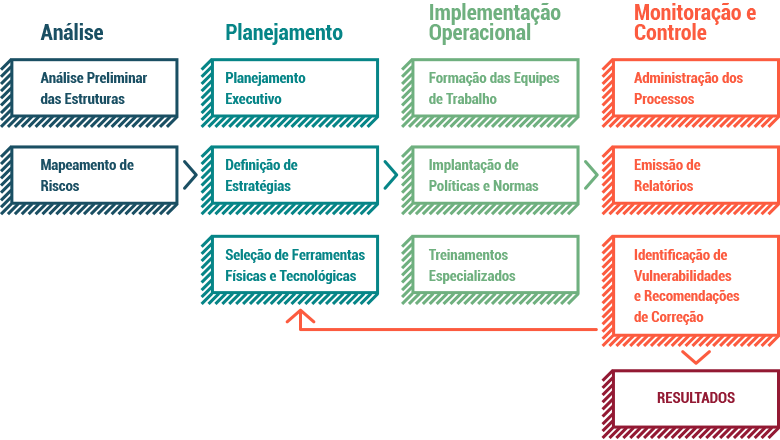 Análise
Análise Preliminar
das Estruturas
Mapeamento de
Riscos
Planejamento
Planejamento
Executivo
Definição de
Estratégias
Seleção de Ferramentas
Físicas e Tecnológicas
Implementação
Operacional
Formação das Equipes
de Trabalho
Implantação de
Políticas e Normas
Treinamentos
Especializados
Monitoração e
Controle
Administração dos
Processos
Emissão de
Relatórios
Identificação de
Vulnerabilidades
e Recomendações
de Correção
RESULTADOS